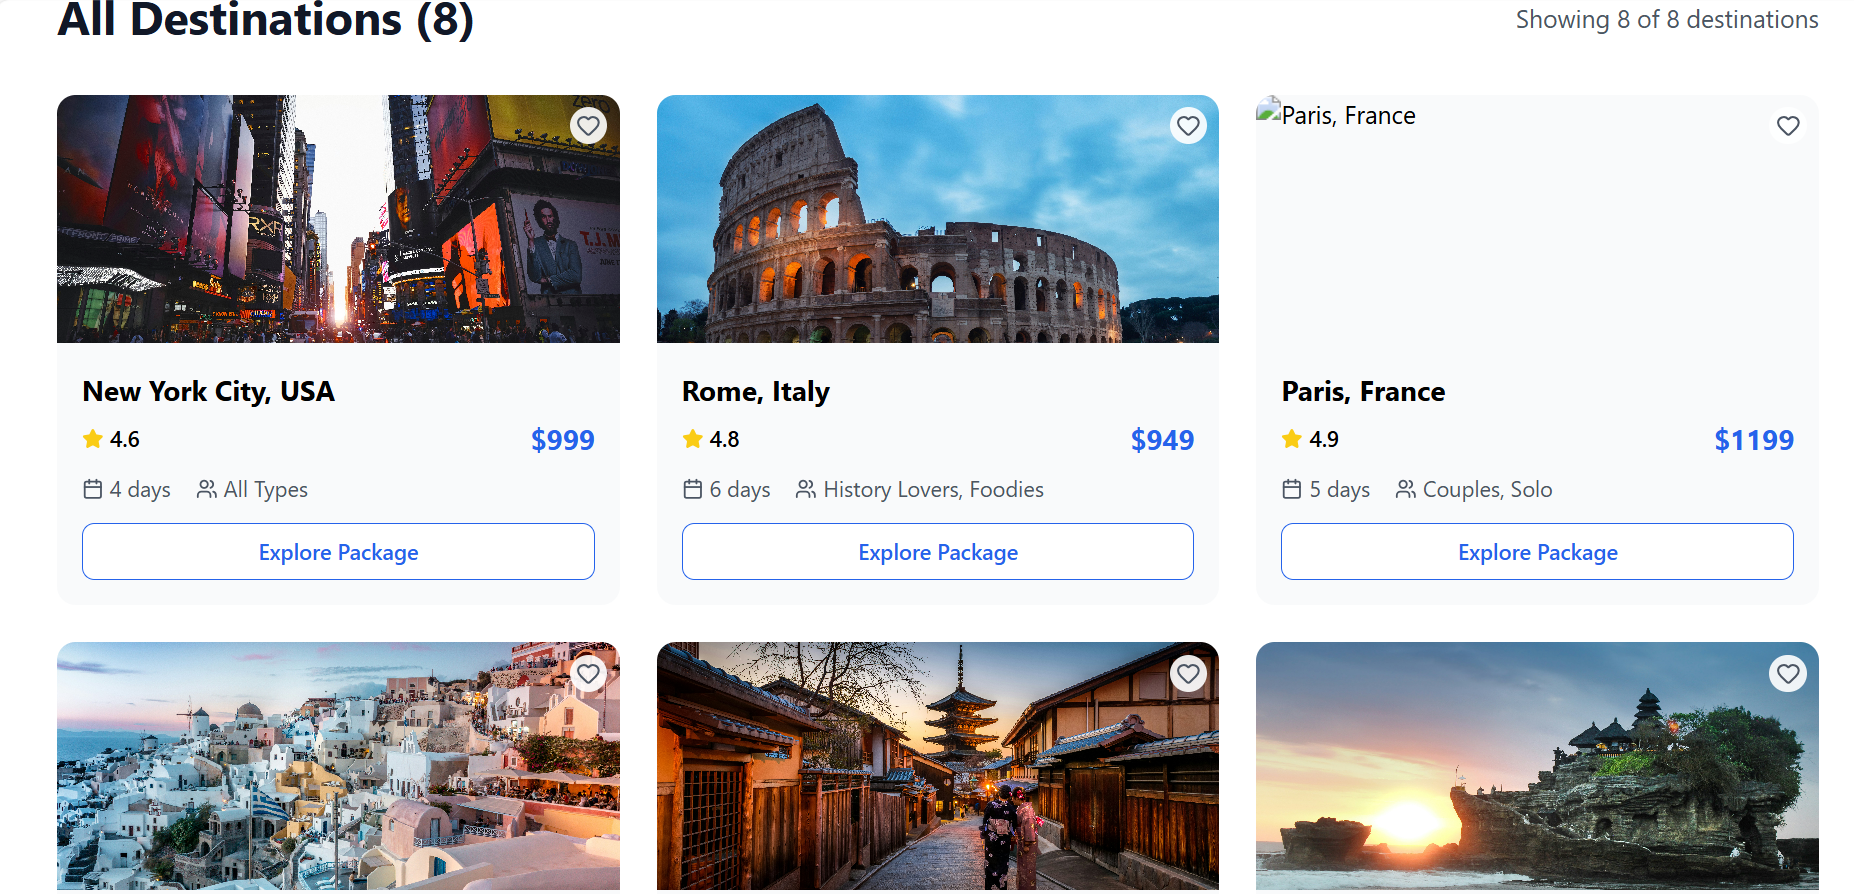 All Destinations (8)
Showing 8 of 8 destinations
zero
RXR
T.J.M
Paris, France
New York City, USA
4.6
$999
4 days
All Types
Explore Package
Rome, Italy
4.8
$949
6 days
History Lovers, Foodies
Explore Package
Paris, France
4.9
$1199
5 days
Couples, Solo
Explore Package